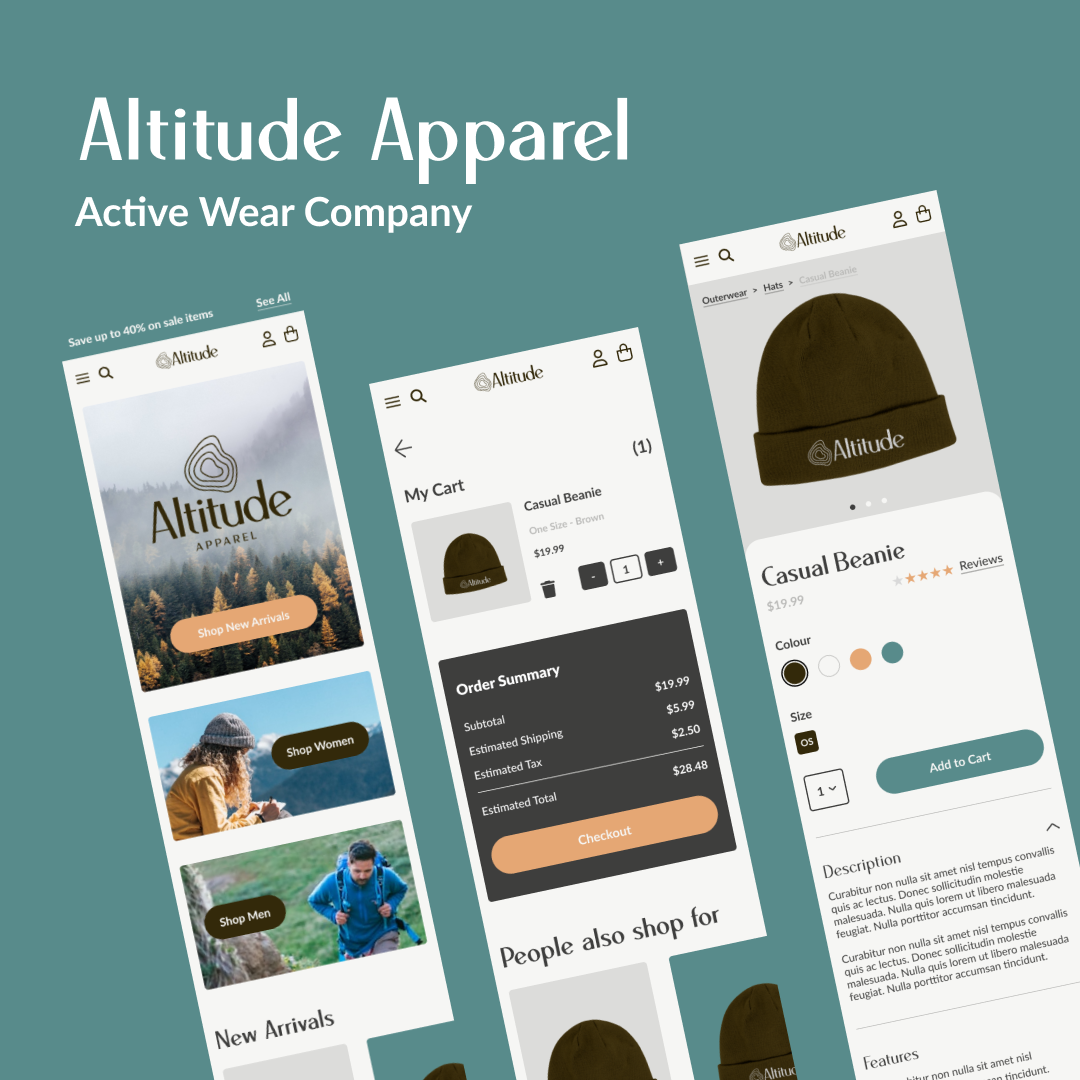 Altitude Apparel
Active Wear Company
Save up to 40% on sale items
See All
Altitude
Altitude
APPAREL
Shop New Arrivals
Shop Women
Shop Men
New Arrivals
Altitude
(1)
My Cart
Casual Beanie
One Size - Brown
$19.99
- 1 +
Altitude
Order Summary
Subtotal $19.99
Estimated Shipping $5.99
Estimated Tax $2.50
Estimated Total $28.48
Checkout
People also shop for
Altitude
Altitude
Outerwear > Hats > Casual Beanie
Altitude
Casual Beanie
$19.99
Reviews
Colour
Size
OS
1
Add to Cart
Description
Curabitur non nulla sit amet nisl tempus convallis
quis ac lectus. Donec sollicitudin molestie
malesuada. Nulla quis lorem ut libero malesuada
feugiat. Nulla porttitor accumsan tincidunt.
Curabitur non nulla sit amet nisl tempus convallis
quis ac lectus. Donec sollicitudin molestie
malesuada. Nulla quis lorem ut libero malesuada
feugiat. Nulla porttitor accumsan tincidunt.
Features
non nulla sit amet nisl
tincidunt.